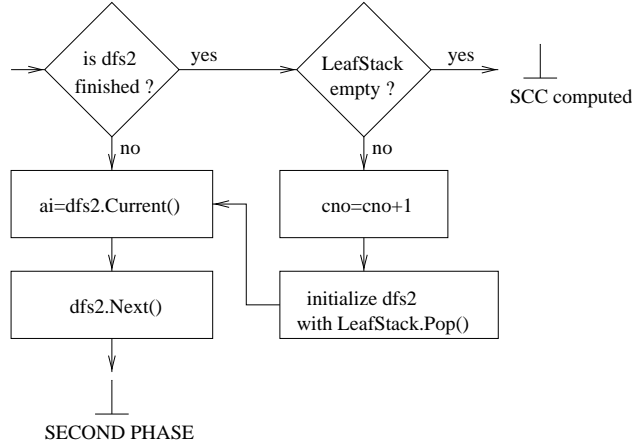 is dfs2
finished ?
yes
LeafStack
empty ?
yes
SCC computed
no
no
ai=dfs2.Current()
cno=cno+1
dfs2.Next()
initialize dfs2
with LeafStack.Pop()
SECOND PHASE